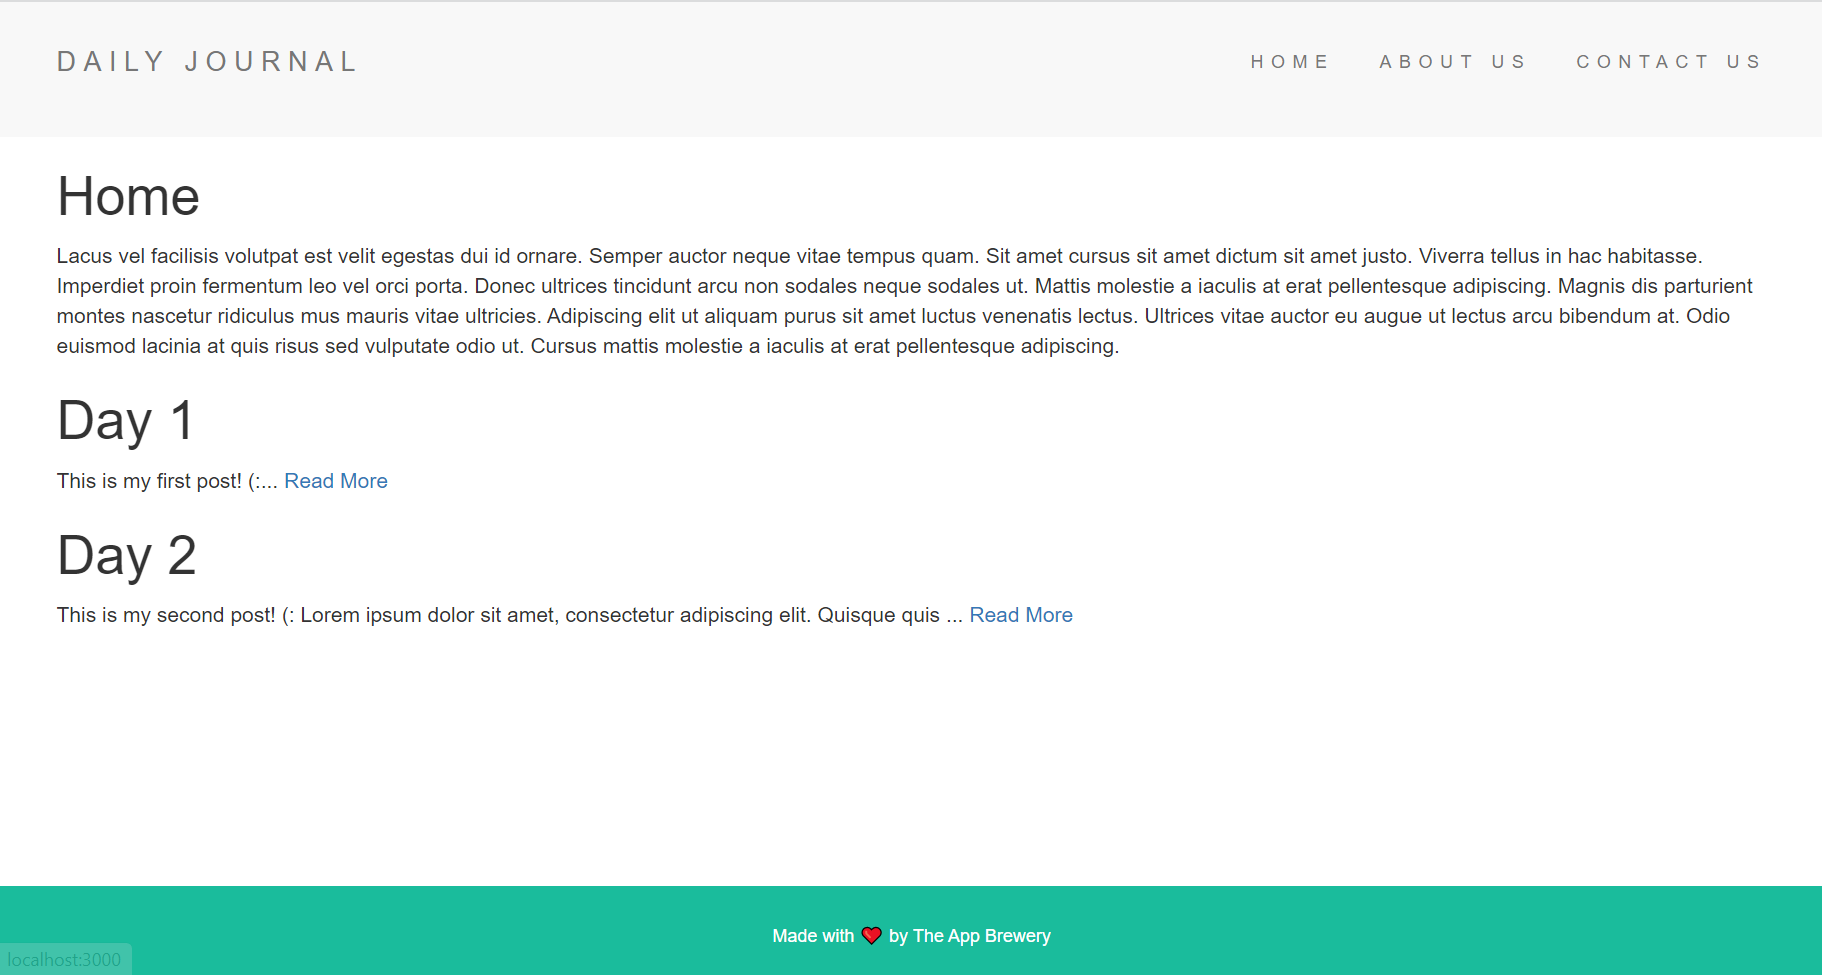 DAILY JOURNAL
HOME
ABOUT US
CONTACT US
Home
Lacus vel facilisis volutpat est velit egestas dui id ornare. Semper auctor neque vitae tempus quam. Sit amet cursus sit amet dictum sit amet justo. Viverra tellus in hac habitasse.
Imperdiet proin fermentum leo vel orci porta. Donec ultrices tincidunt arcu non sodales neque sodales ut. Mattis molestie a iaculis at erat pellentesque adipiscing. Magnis dis parturient
montes nascetur ridiculus mus mauris vitae ultricies. Adipiscing elit ut aliquam purus sit amet luctus venenatis lectus. Ultrices vitae auctor eu augue ut lectus arcu bibendum at. Odio
euismod lacinia at quis risus sed vulputate odio ut. Cursus mattis molestie a iaculis at erat pellentesque adipiscing.
Day 1
This is my first post! (:... Read More
Day 2
This is my second post! (: Lorem ipsum dolor sit amet, consectetur adipiscing elit. Quisque quis ... Read More
Made with ❤ by The App Brewery
localhost:3000